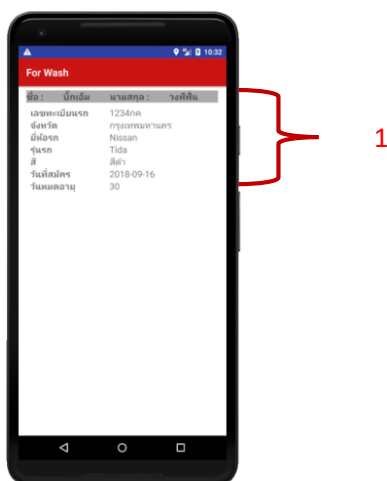 10:32
For Wash
ชื่อ : บิ๊กเอ็ม นามสกุล : วงพิพื้น
เลขทะเบียนรถ 1234กค
จังหวัด กรุงเทพมหานคร
ยี่ห้อรถ Nissan
รุ่นรถ Tida
สี สีดำ
วันที่สมัคร 2018-09-16
วันหมดอายุ 30
1